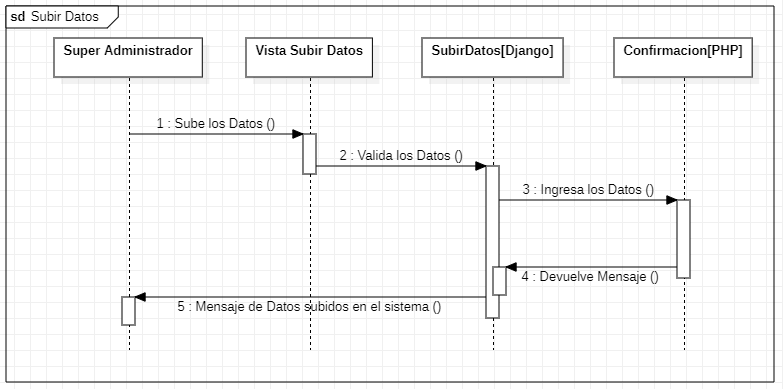 sd Subir Datos
Super Administrador
Vista Subir Datos
SubirDatos[Django]
Confirmacion[PHP]
1 : Sube los Datos ()
2 : Valida los Datos ()
3 : Ingresa los Datos ()
4 : Devuelve Mensaje ()
5 : Mensaje de Datos subidos en el sistema ()